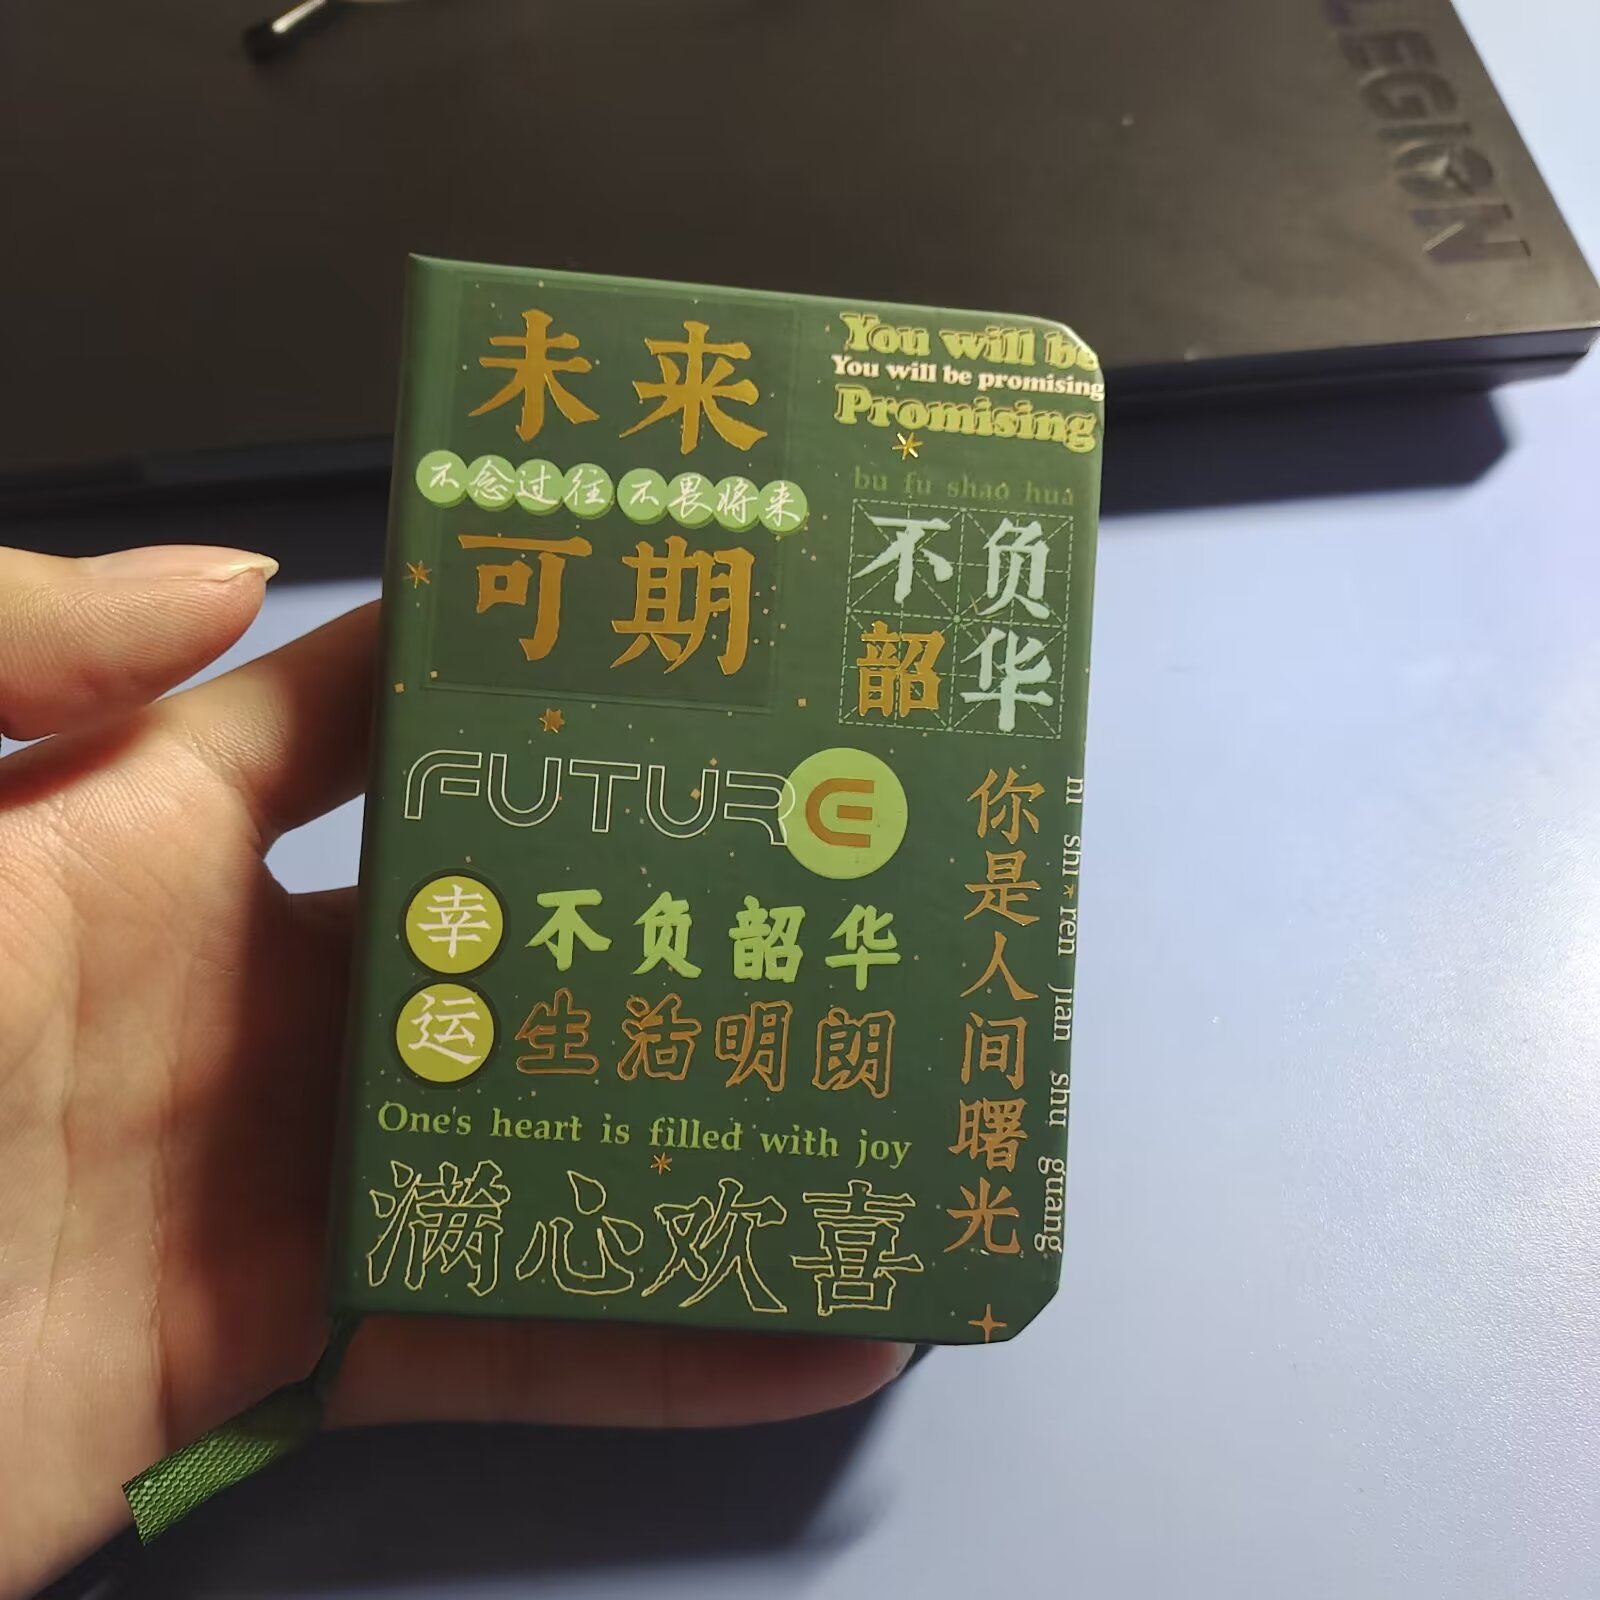 LEGION
未来
不念过往 不畏将来
可期
You will be
You will be promising
Promising
bu fu shao hua
不负
韶华
FUTURE
幸运
不负韶华
生活明朗
One's heart is filled with joy
满心欢喜
你是人间曙光
ni shi ren jian shu guang